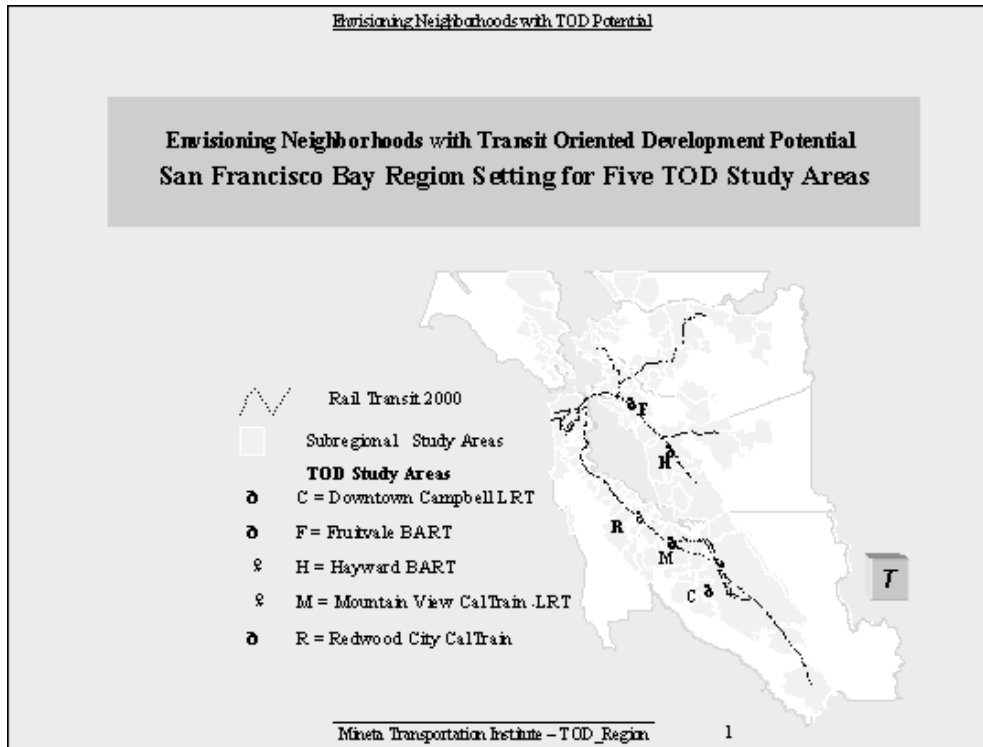 Envisioning Neighborhoods with TOD Potential
Envisioning Neighborhoods with Transit Oriented Development Potential
San Francisco Bay Region Setting for Five TOD Study Areas
Rail Transit 2000
Subregional Study Areas
TOD Study Areas
ð C = Downtown Campbell LRT
ð F = Fruitvale BART
H = Hayward BART
M = Mountain View CalTrain .LRT
ð R = Redwood City CalTrain
F
H
R
M
C
T
Mineta Transportation Institute – TOD_Region 1